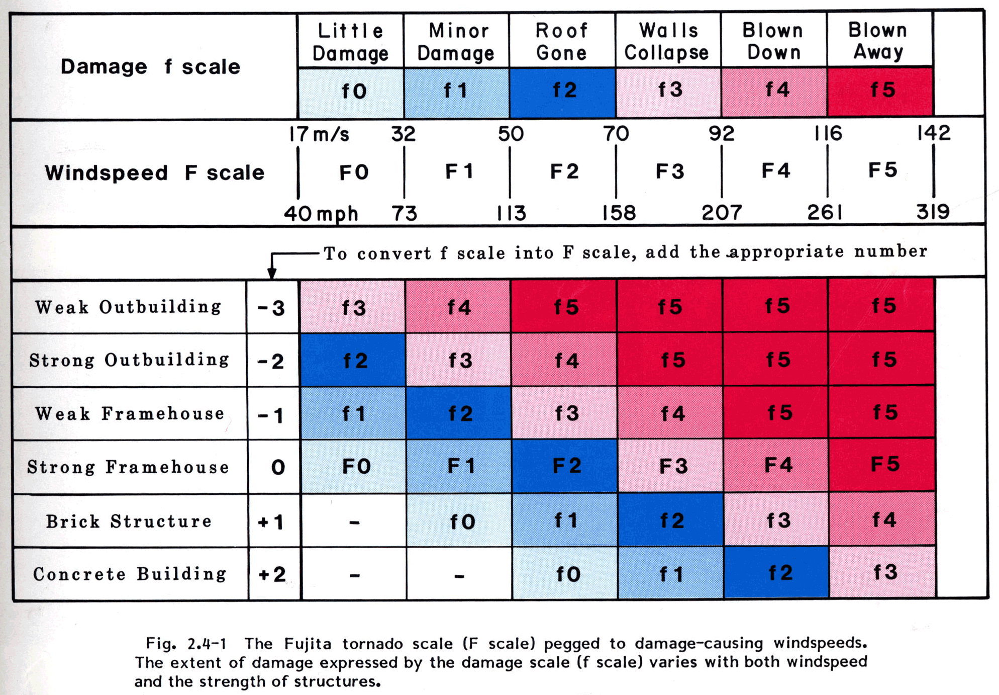 Little Minor Roof Walls Blown Blown
Damage Damage Gone Collapse Down Away
Damage f scale
f0 f1 f2 f3 f4 f5
17 m/s 32 50 70 92 116 142
Windspeed F scale F0 F1 F2 F3 F4 F5
40 mph 73 113 158 207 261 319
To convert f scale into F scale, add the appropriate number
Weak Outbuilding -3 f3 f4 f5 f5 f5 f5
Strong Outbuilding -2 f2 f3 f4 f5 f5 f5
Weak Framehouse -1 f1 f2 f3 f4 f5 f5
Strong Framehouse 0 F0 F1 F2 F3 F4 F5
Brick Structure +1 - f0 f1 f2 f3 f4
Concrete Building +2 - - f0 f1 f2 f3
Fig. 2.4-1 The Fujita tornado scale (F scale) pegged to damage-causing windspeeds.
The extent of damage expressed by the damage scale (f scale) varies with both windspeed
and the strength of structures.